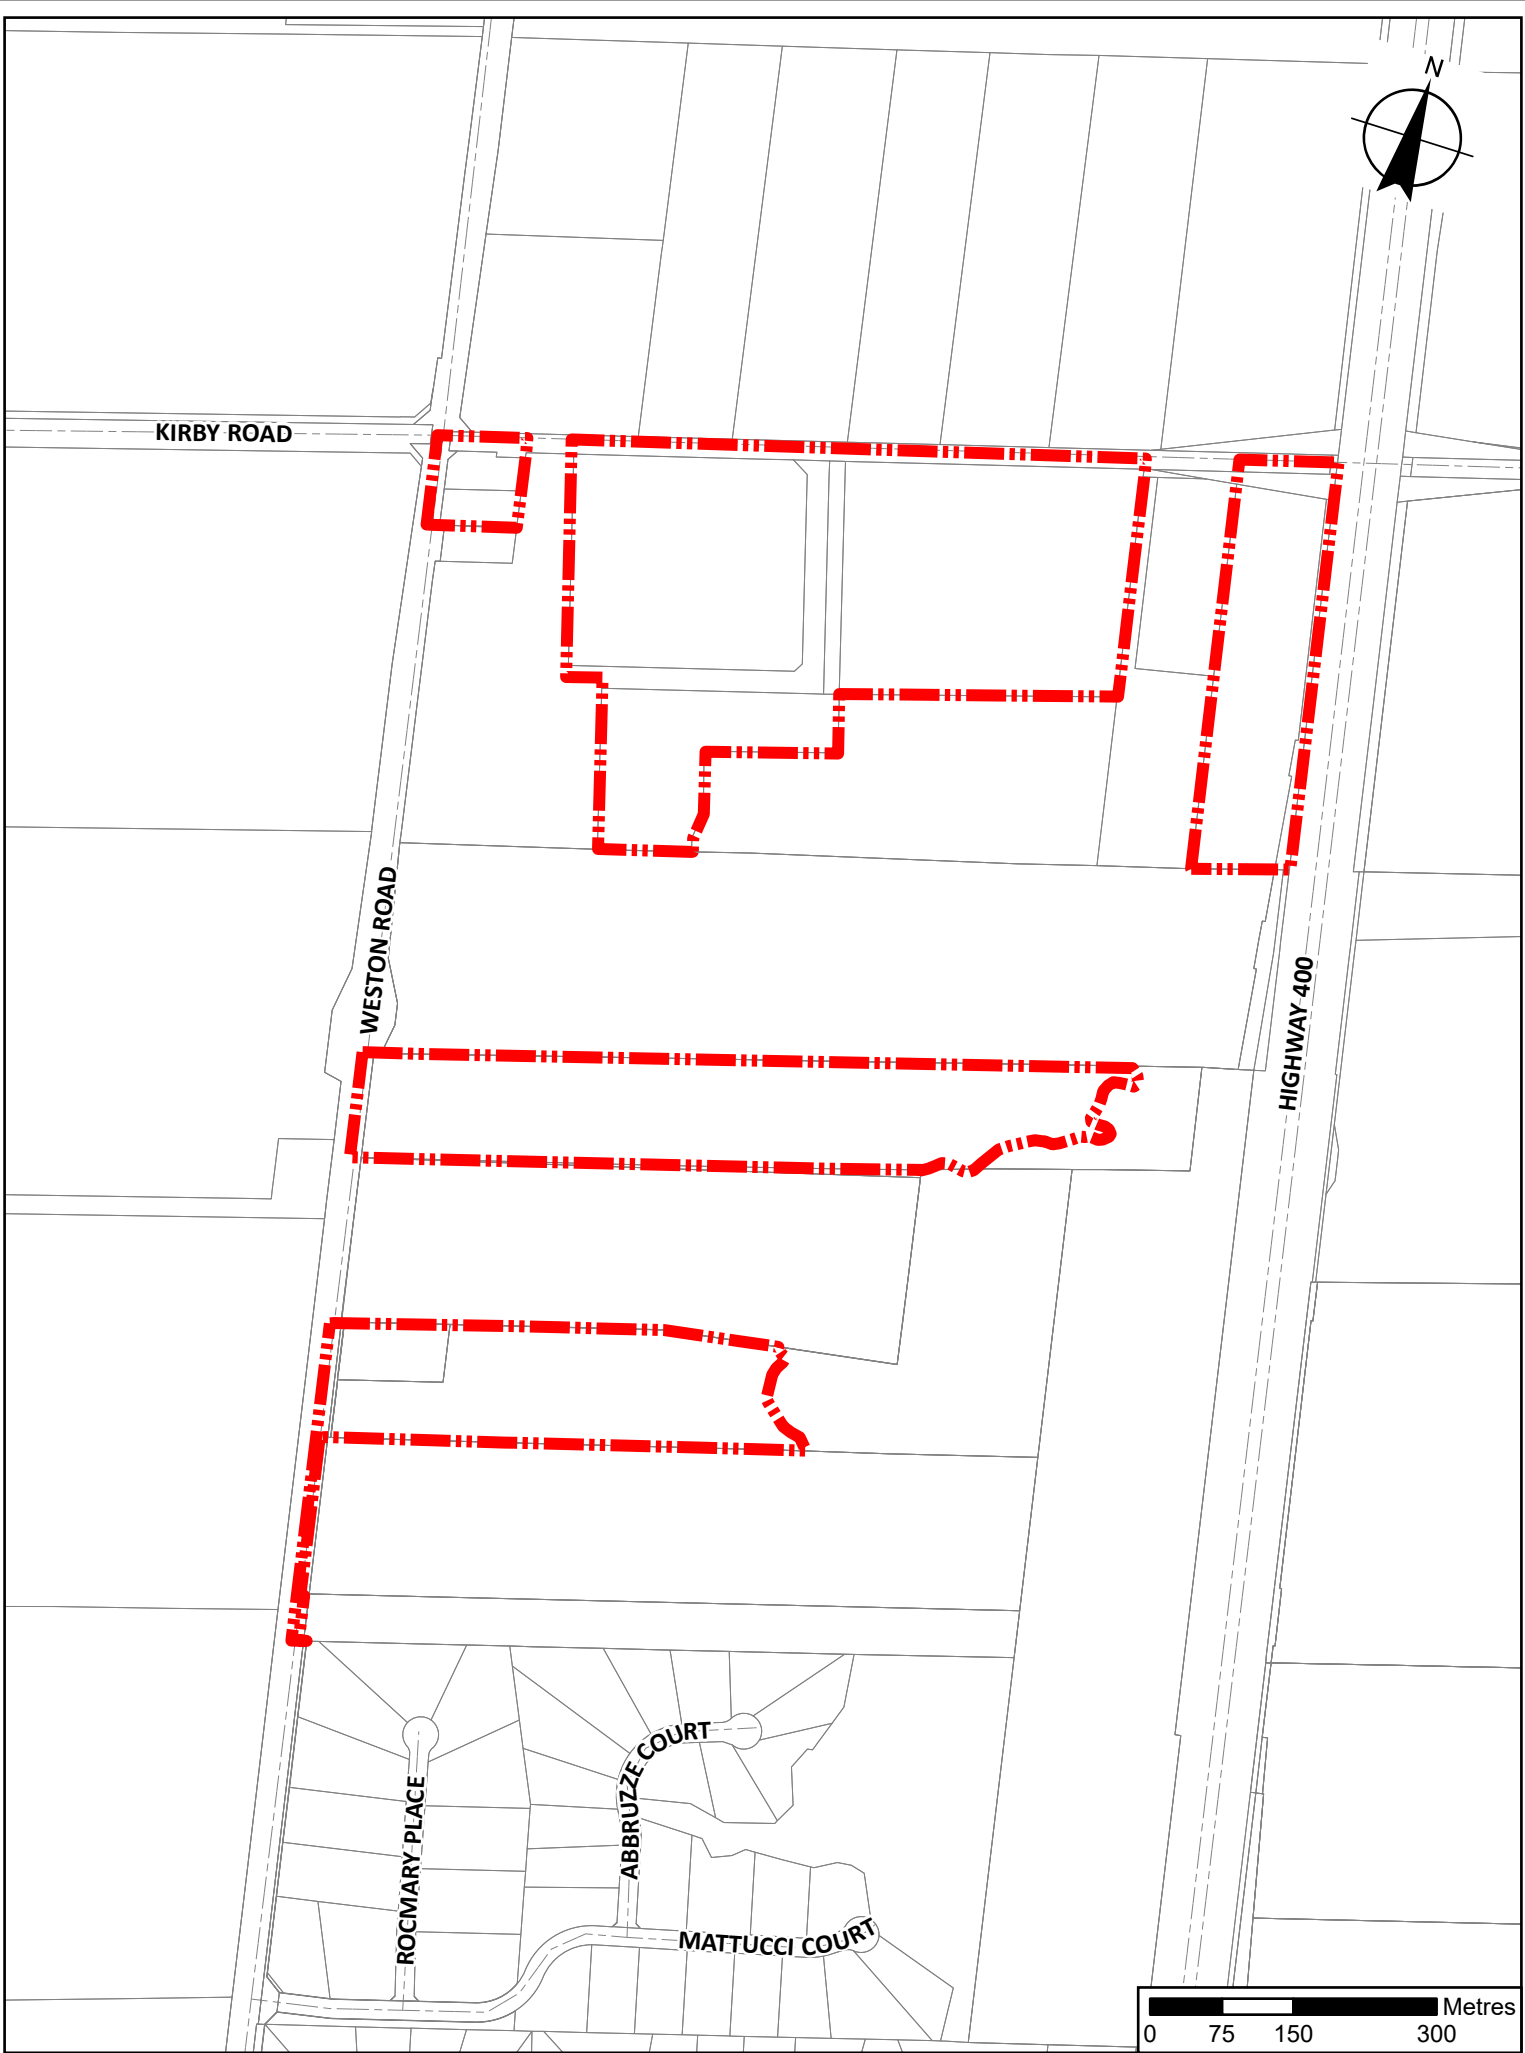 N
KIRBY ROAD
WESTON ROAD
HIGHWAY 400
ABBRUZZE COURT
ROCMARY PLACE
MATTUCCI COURT
Metres
0 75 150 300